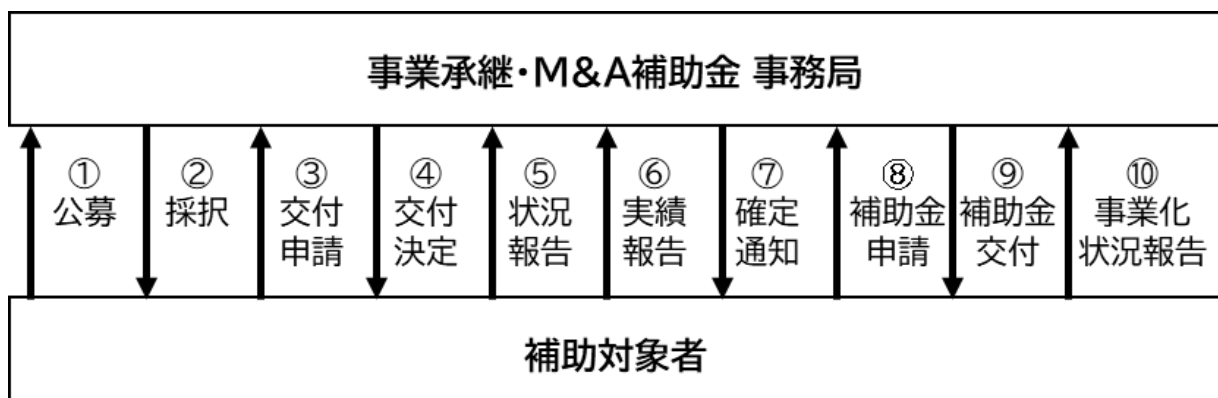 事業承継・M&A補助金 事務局
①
公募
②
採択
③
交付
申請
④
交付
決定
⑤
状況
報告
⑥
実績
報告
⑦
確定
通知
⑧
補助金
申請
⑨
補助金
交付
⑩
事業化
状況報告
補助対象者